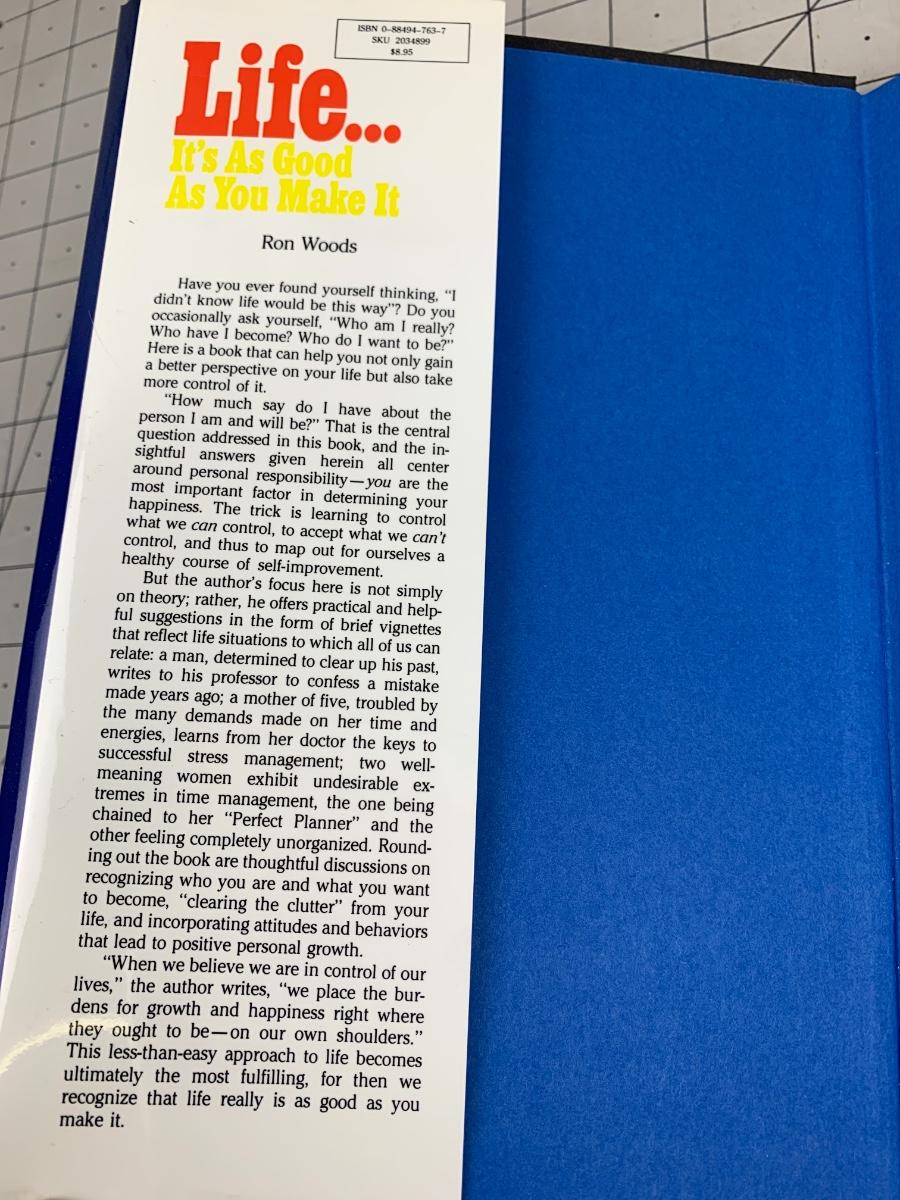 ISBN 0-88494-763-7
SKU 2034899
$8.95
Life...
It's As Good
As You Make It
Ron Woods
Have you ever found yourself thinking, “I
didn't know life would be this way”? Do you
occasionally ask yourself, “Who am I really?
Who have I become? Who do I want to be?”
Here is a book that can help you not only gain
a better perspective on your life but also take
more control of it.
“How much say do I have about the
person I am and will be?” That is the central
question addressed in this book, and the in-
sightful answers given herein all center
around personal responsibility—you are the
most important factor in determining your
happiness. The trick is learning to control
what we can control, to accept what we can't
control, and thus to map out for ourselves a
healthy course of self-improvement.
But the author's focus here is not simply
on theory; rather, he offers practical and help-
ful suggestions in the form of brief vignettes
that reflect life situations to which all of us can
relate: a man, determined to clear up his past,
writes to his professor to confess a mistake
made years ago; a mother of five, troubled by
the many demands made on her time and
energies, learns from her doctor the keys to
successful stress management; two well-
meaning women exhibit undesirable ex-
tremes in time management, the one being
chained to her “Perfect Planner” and the
other feeling completely unorganized. Round-
ing out the book are thoughtful discussions on
recognizing who you are and what you want
to become, “clearing the clutter” from your
life, and incorporating attitudes and behaviors
that lead to positive personal growth.
“When we believe we are in control of our
lives,” the author writes, “we place the bur-
dens for growth and happiness right where
they ought to be—on our own shoulders.”
This less-than-easy approach to life becomes
ultimately the most fulfilling, for then we
recognize that life really is as good as you
make it.